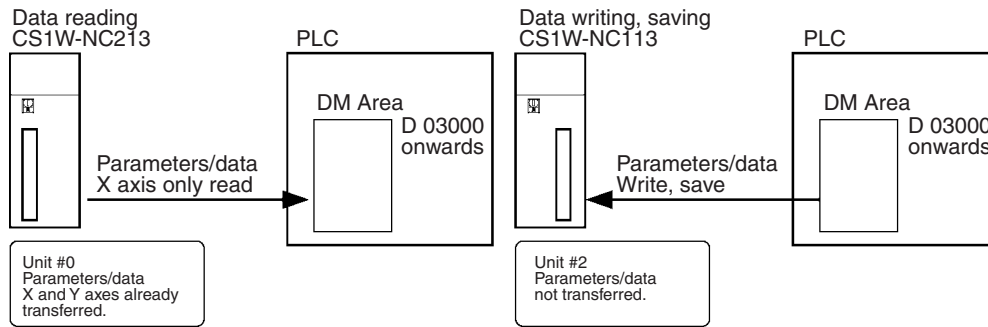 Data reading
CS1W-NC213
PLC
DM Area
D 03000
onwards
Parameters/data
X axis only read
Unit #0
Parameters/data
X and Y axes already
transferred.
Data writing, saving
CS1W-NC113
PLC
DM Area
D 03000
onwards
Parameters/data
Write, save
Unit #2
Parameters/data
not transferred.